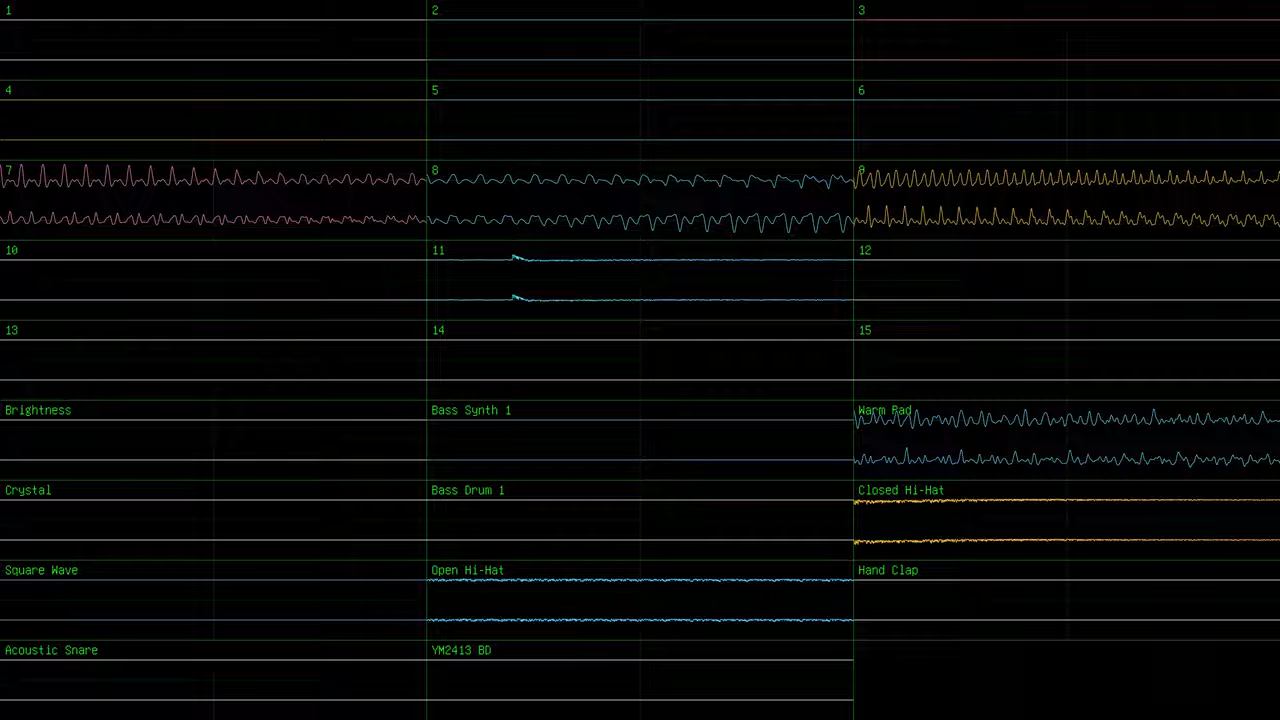 1 2 3
4 5 6
7 8 9
10 11 12
13 14 15
Brightness Bass Synth 1 Warm Pad
Crystal Bass Drum 1 Closed Hi-Hat
Square Wave Open Hi-Hat Hand Clap
Acoustic Snare YM2413 BD